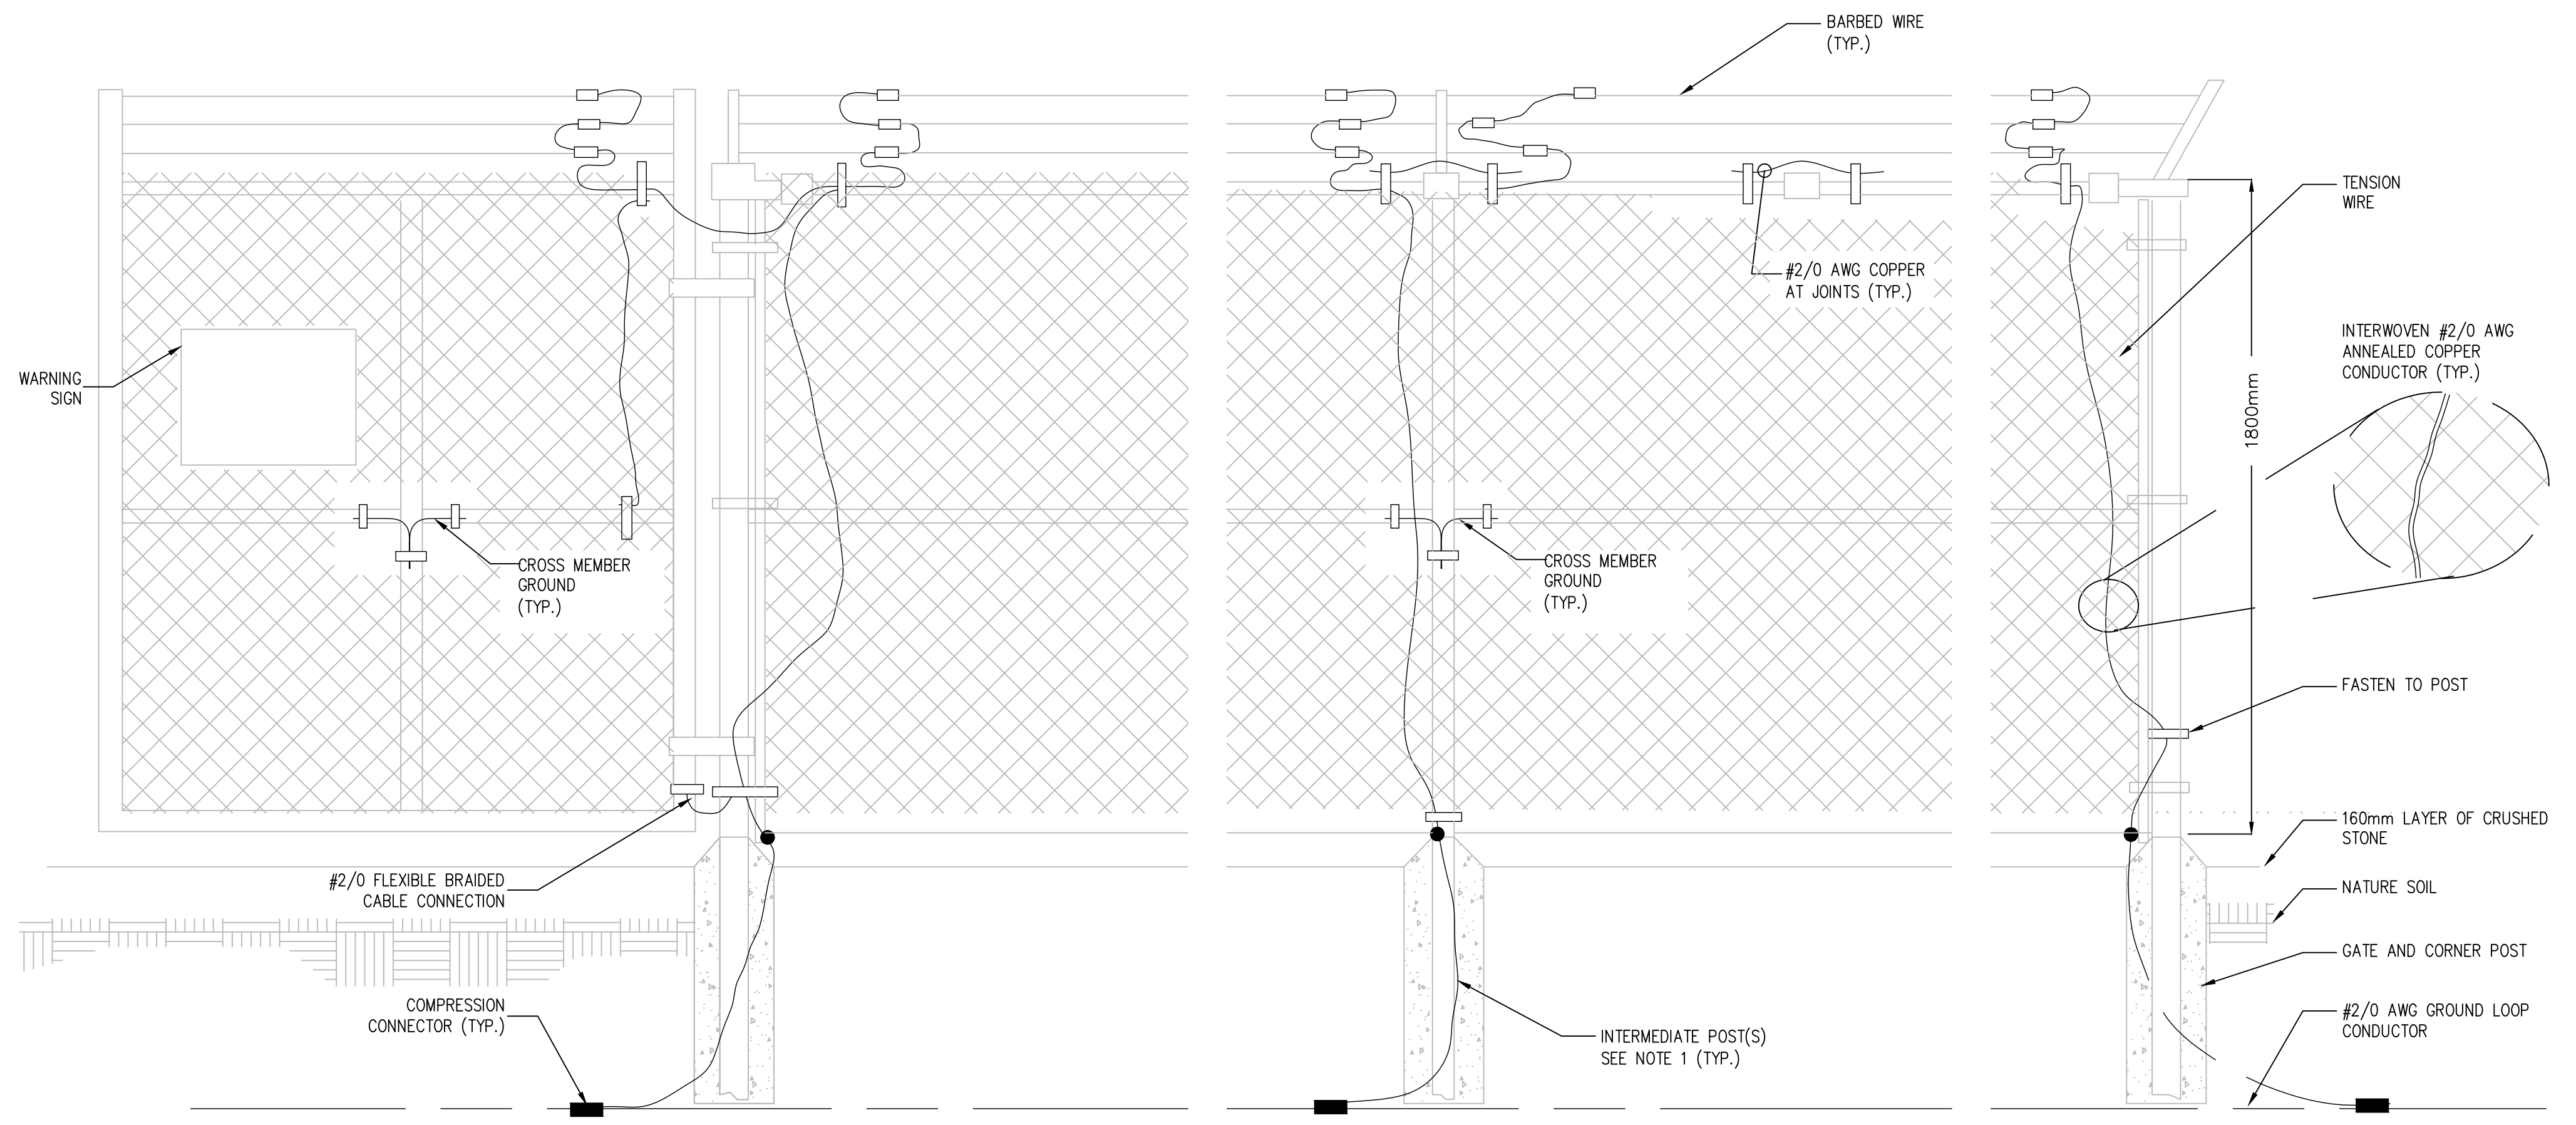 BARBED WIRE
(TYP.)
TENSION
WIRE
#2/0 AWG COPPER
AT JOINTS (TYP.)
INTERWOVEN #2/0 AWG
ANNEALED COPPER
CONDUCTOR (TYP.)
WARNING
SIGN
1800mm
CROSS MEMBER
GROUND
(TYP.)
CROSS MEMBER
GROUND
(TYP.)
FASTEN TO POST
160mm LAYER OF CRUSHED
STONE
#2/0 FLEXIBLE BRAIDED
CABLE CONNECTION
NATURE SOIL
GATE AND CORNER POST
COMPRESSION
CONNECTOR (TYP.)
INTERMEDIATE POST(S)
SEE NOTE 1 (TYP.)
#2/0 AWG GROUND LOOP
CONDUCTOR